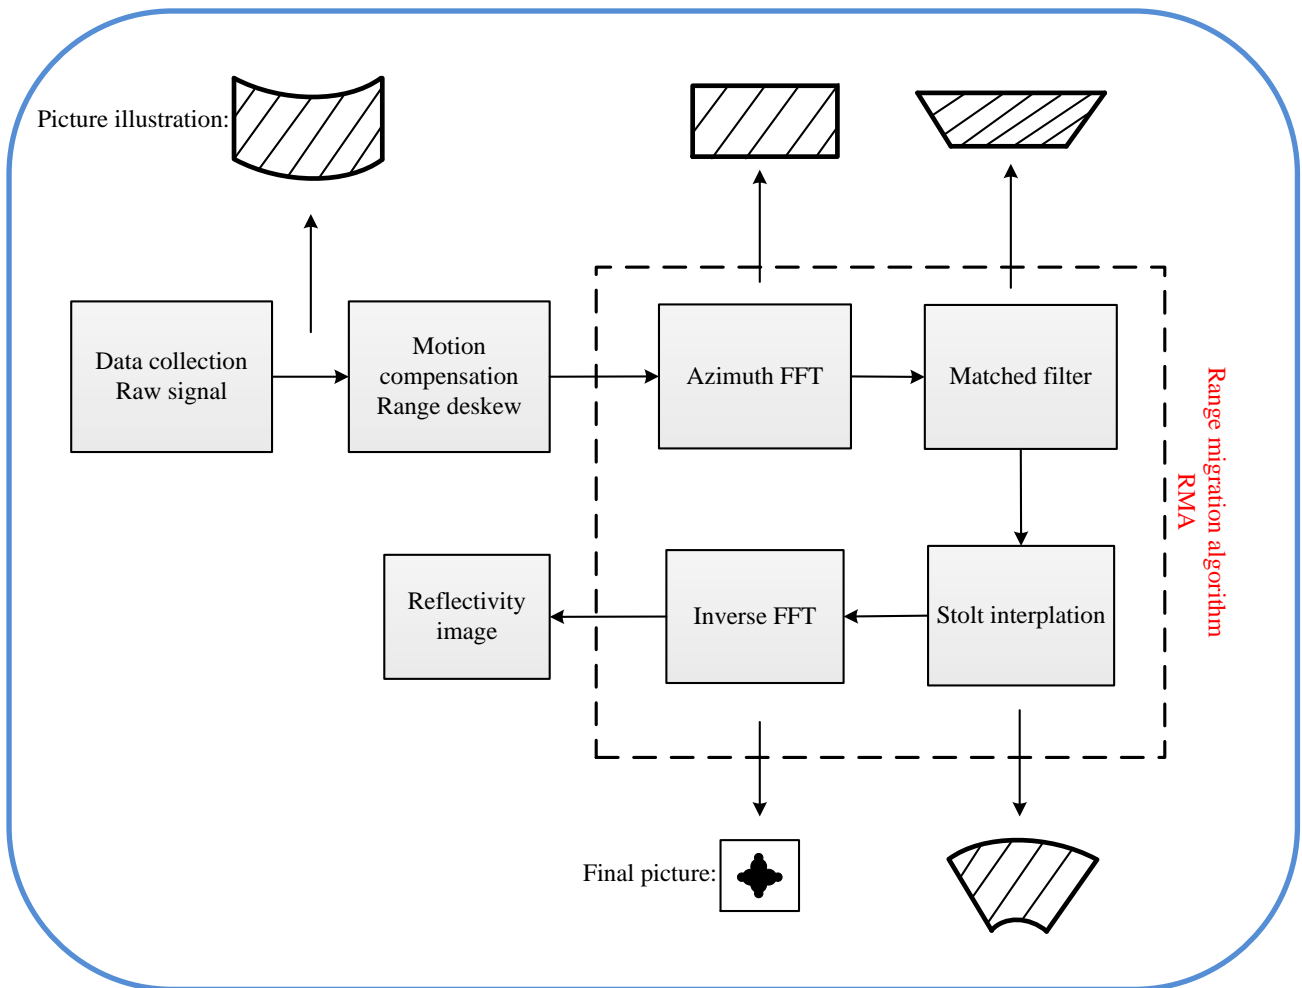 Picture illustration:
Data collection
Raw signal
Motion
compensation
Range deskew
Azimuth FFT
Matched filter
Range migration algorithm
RMA
Reflectivity
image
Inverse FFT
Stolt interplation
Final picture: